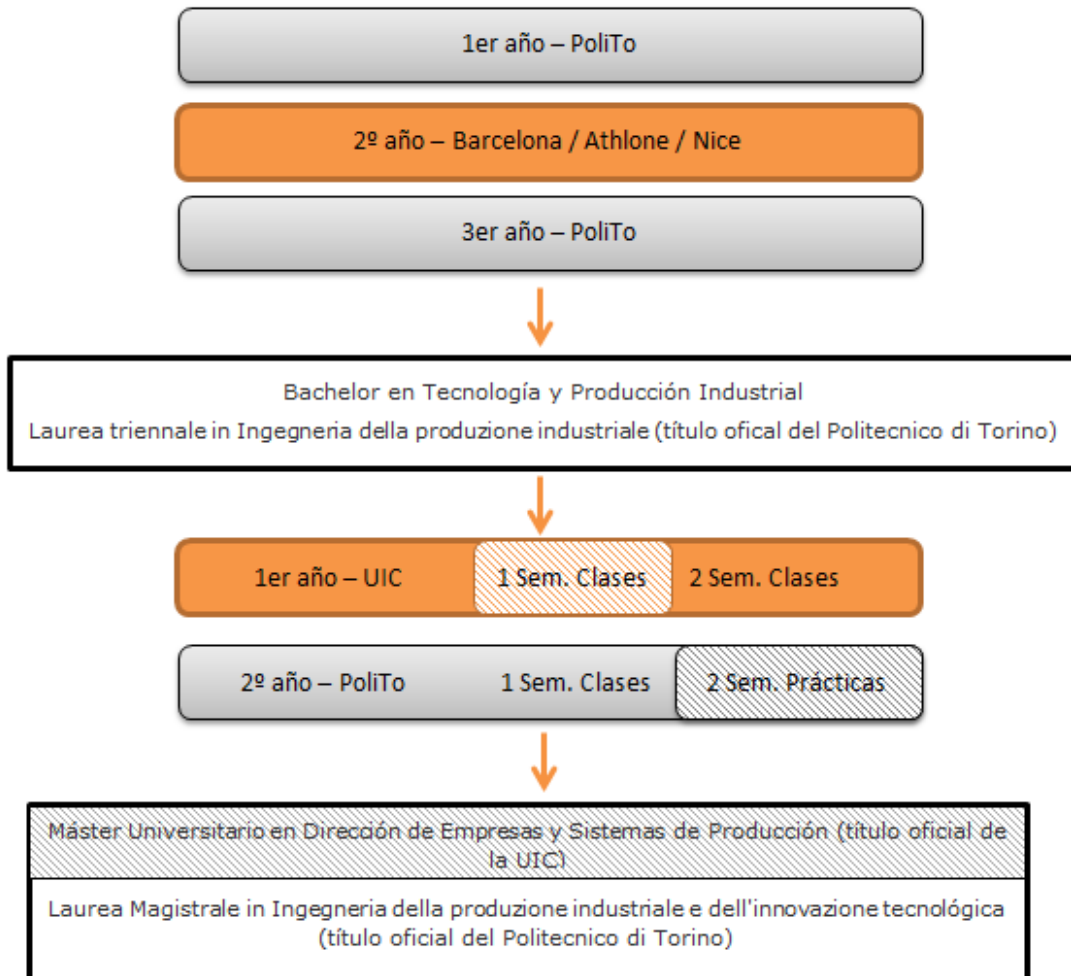 1er año – PoliTo
2º año – Barcelona / Athlone / Nice
3er año – PoliTo
Bachelor en Tecnología y Producción Industrial
Laurea triennale in Ingegneria della produzione industriale (título ofical del Politecnico di Torino)
1er año – UIC 1 Sem. Clases 2 Sem. Clases
2º año – PoliTo 1 Sem. Clases 2 Sem. Prácticas
Máster Universitario en Dirección de Empresas y Sistemas de Producción (título oficial de
la UIC)
Laurea Magistrale in Ingegneria della produzione industriale e dell'innovazione tecnológica
(título oficial del Politecnico di Torino)